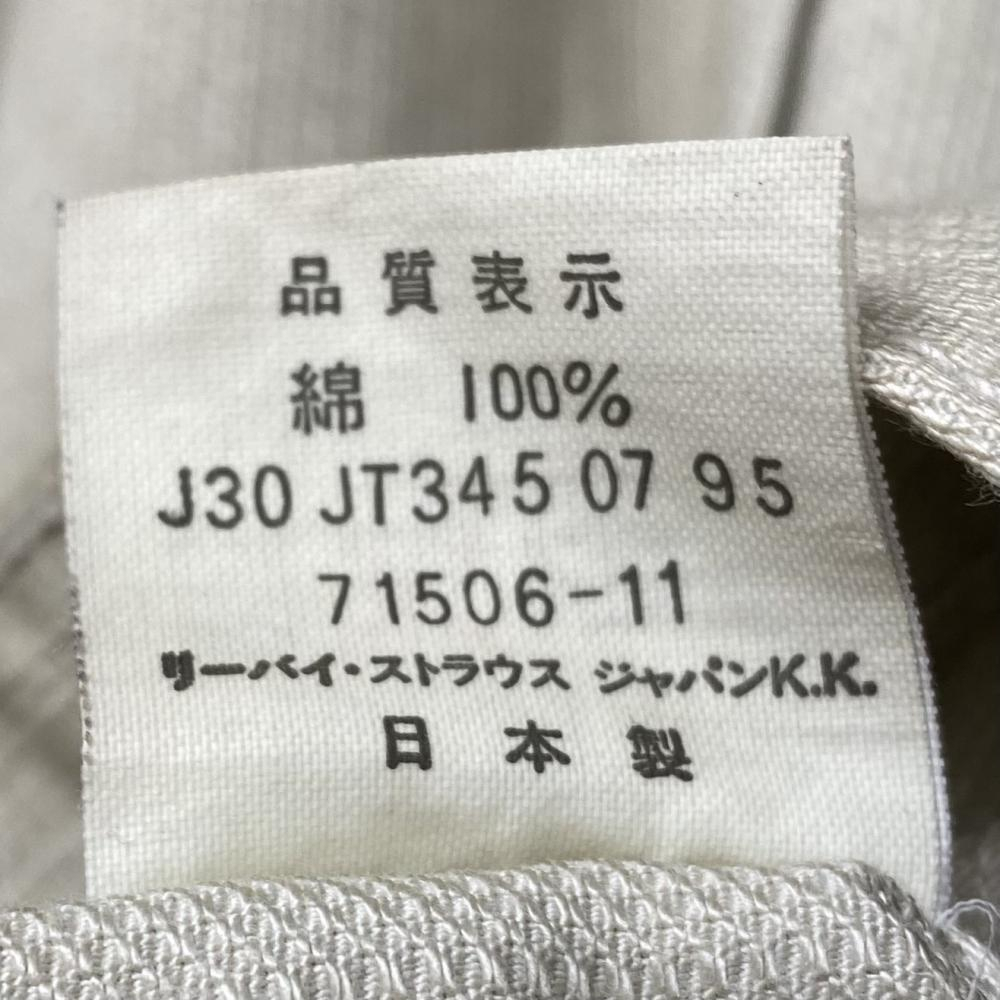 品質表示
綿 100%
J30 JT345 07 95
71506-11
リーバイ・ストラウス ジャパンK.K.
日本製